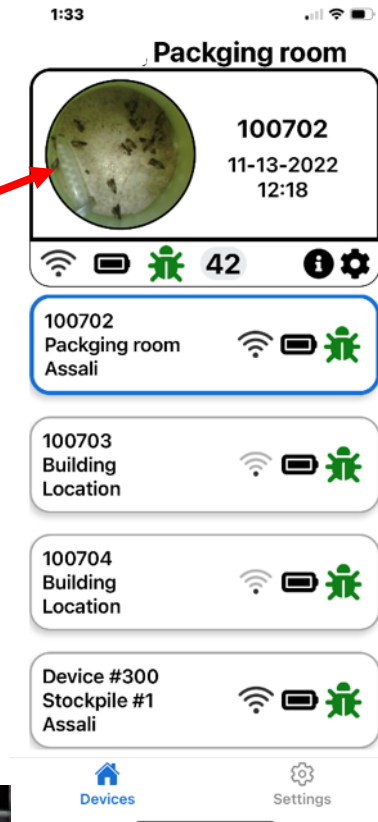 1:33
Packging room
100702
11-13-2022
12:18
42
100702
Packging room
Assali
100703
Building
Location
100704
Building
Location
Device #300
Stockpile #1
Assali
Devices
Settings